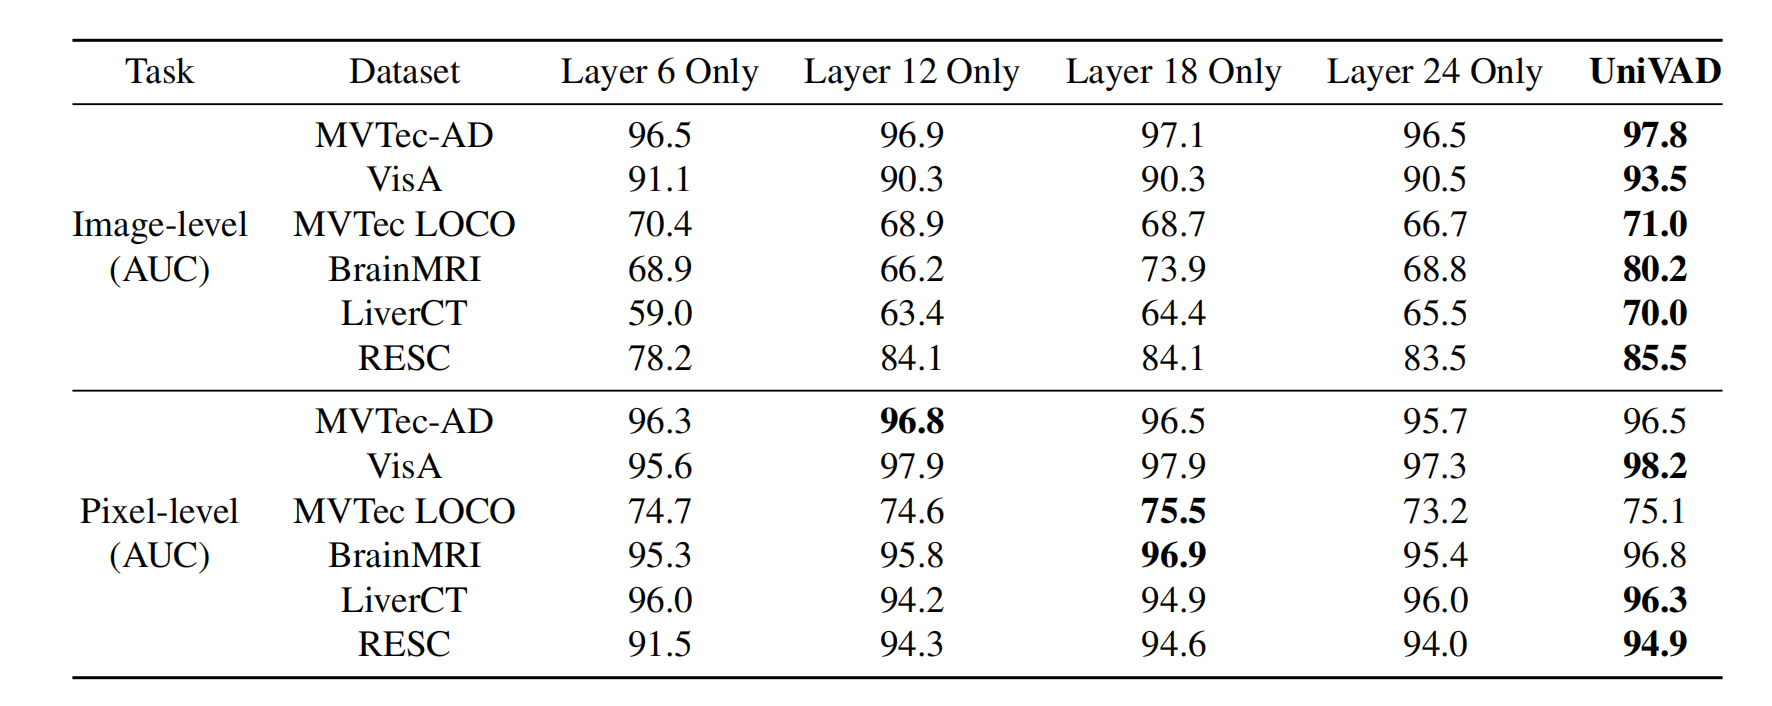 Task Dataset Layer 6 Only Layer 12 Only Layer 18 Only Layer 24 Only UniVAD
MVTec-AD 96.5 96.9 97.1 96.5 97.8
VisA 91.1 90.3 90.3 90.5 93.5
Image-level MVTec LOCO 70.4 68.9 68.7 66.7 71.0
(AUC) BrainMRI 68.9 66.2 73.9 68.8 80.2
LiverCT 59.0 63.4 64.4 65.5 70.0
RESC 78.2 84.1 84.1 83.5 85.5
MVTec-AD 96.3 96.8 96.5 95.7 96.5
VisA 95.6 97.9 97.9 97.3 98.2
Pixel-level MVTec LOCO 74.7 74.6 75.5 73.2 75.1
(AUC) BrainMRI 95.3 95.8 96.9 95.4 96.8
LiverCT 96.0 94.2 94.9 96.0 96.3
RESC 91.5 94.3 94.6 94.0 94.9